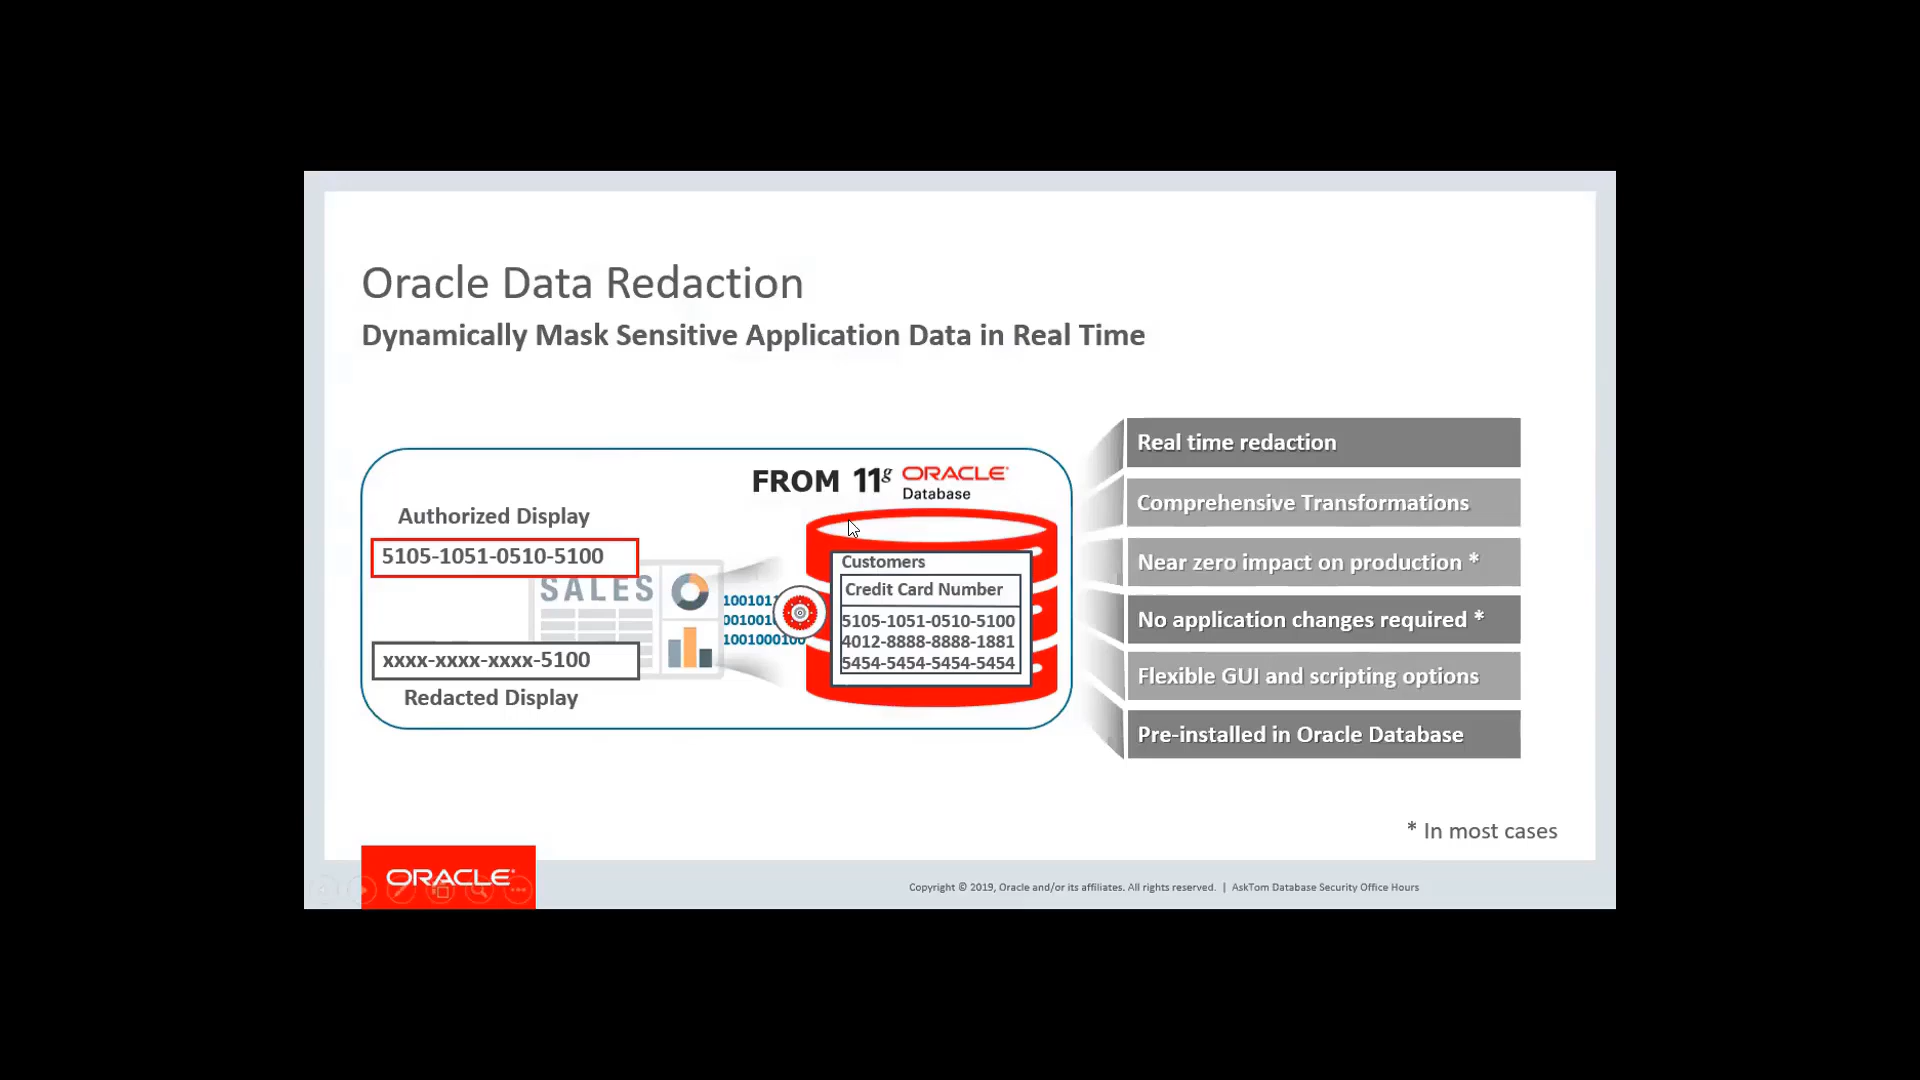 Oracle Data Redaction
Dynamically Mask Sensitive Application Data in Real Time
FROM 11g ORACLE
Database
Authorized Display
5105-1051-0510-5100
SALES
xxxx-xxxx-xxxx-5100
Redacted Display
Customers
Credit Card Number
5105-1051-0510-5100
4012-8888-8888-1881
5454-5454-5454-5454
Real time redaction
Comprehensive Transformations
Near zero impact on production *
No application changes required *
Flexible GUI and scripting options
Pre-installed in Oracle Database
* In most cases
ORACLE
Copyright © 2019, Oracle and/or its affiliates. All rights reserved. | AskTom Database Security Office Hours